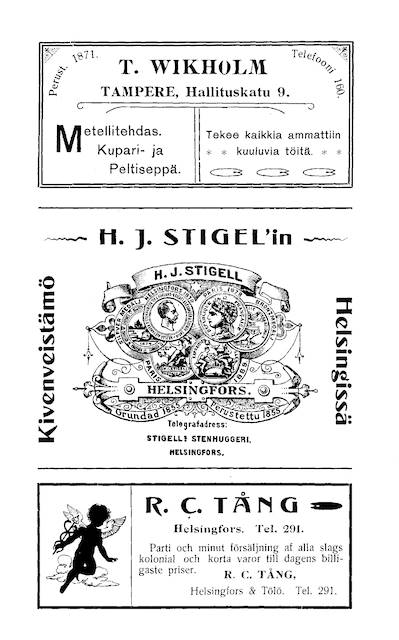 Perust. 1871.
Telefooni 160.
T. WIKHOLM
TAMPERE, Hallituskatu 9.
Metellitehdas.
Kupari- ja
Peltiseppä.
Tekee kaikkia ammattiin
* * kuuluvia töitä. * *
H. J. STIGEL'in
Kivenveistämö
Helsingissä
H. J. STIGELL
HELSINGFORS.
Grundad 1855 Perustettu 1855
Telegrafadress:
STIGELLS STENHUGGERI,
HELSINGFORS.
R. C. TÅNG
Helsingfors. Tel. 291.
Parti och minut försäljning af alla slags
kolonial och korta varor till dagens billi-
gaste priser.
R. C. TÅNG,
Helsingfors & Tölö. Tel. 291.